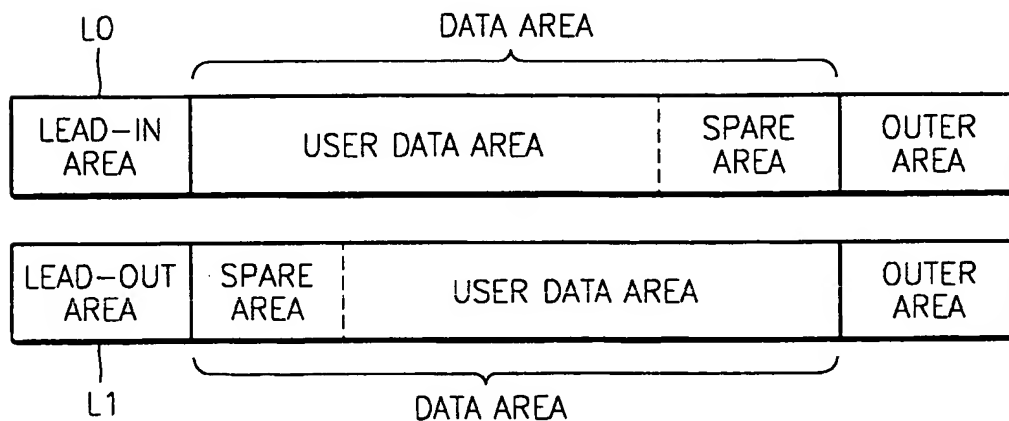 L0
DATA AREA
LEAD-IN
AREA
USER DATA AREA
SPARE
AREA
OUTER
AREA
LEAD-OUT
AREA
SPARE
AREA
USER DATA AREA
OUTER
AREA
L1
DATA AREA